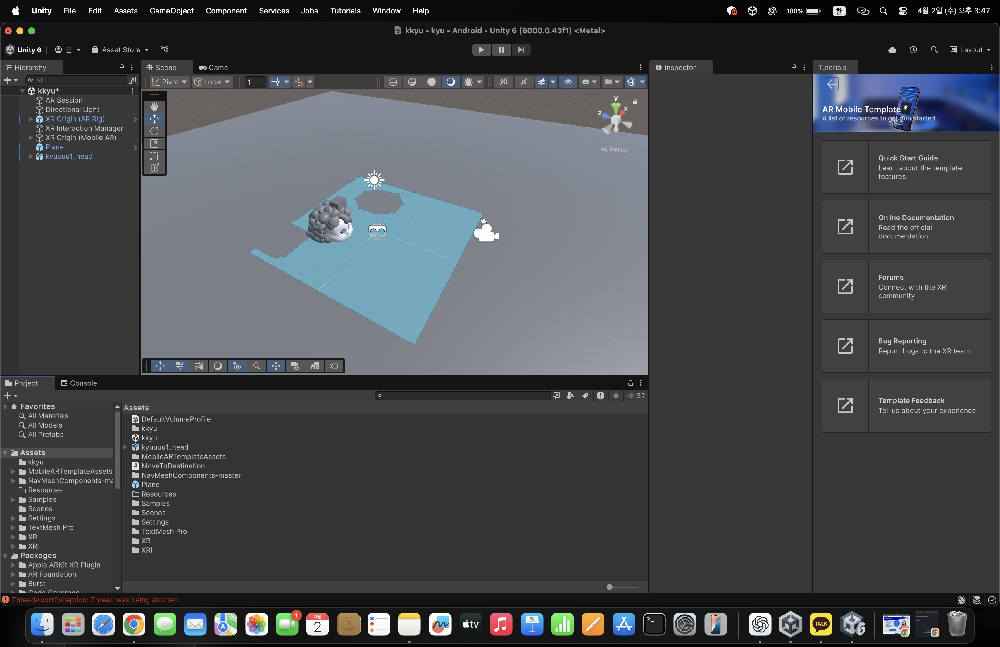 Unity File Edit Assets GameObject Component Services Jobs Tutorials Window Help
100% 한 4월 2일 (수) 오후 3:47
kkyu - kyu - Android - Unity 6 (6000.0.43f1) <Metal>
Unity 6 문 Asset Store Layout
Hierarchy
All
kkyu*
AR Session
Directional Light
XR Origin (AR Rig)
XR Interaction Manager
XR Origin (Mobile AR)
Plane
kyuuuu1_head
Scene Game
Pivot Local 1 2D
y
x
z
Persp
XB
Inspector
Tutorials
AR Mobile Template
A list of resources to get you started
Quick Start Guide
Learn about the template
features
Online Documentation
Read the official
documentation
Forums
Connect with the XR
community
Bug Reporting
Report bugs to the XR team
Template Feedback
Tell us about your experience
Project Console
32
Favorites
All Materials
All Models
All Prefabs
Assets
kkyu
MobileARTemplateAssets
NavMeshComponents-ma
Resources
Samples
Scenes
Settings
TextMesh Pro
XR
XRI
Packages
Apple ARKit XR Plugin
AR Foundation
Burst
Code Coverage
Assets
DefaultVolumeProfile
kkyu
kkyu
kyuuuu1_head
MobileARTemplateAssets
MoveToDestination
NavMeshComponents-master
Plane
Resources
Samples
Scenes
Settings
TextMesh Pro
XR
XRI
ThreadAbortException: Thread was being aborted.
1
4월
2
tv
TALK
6